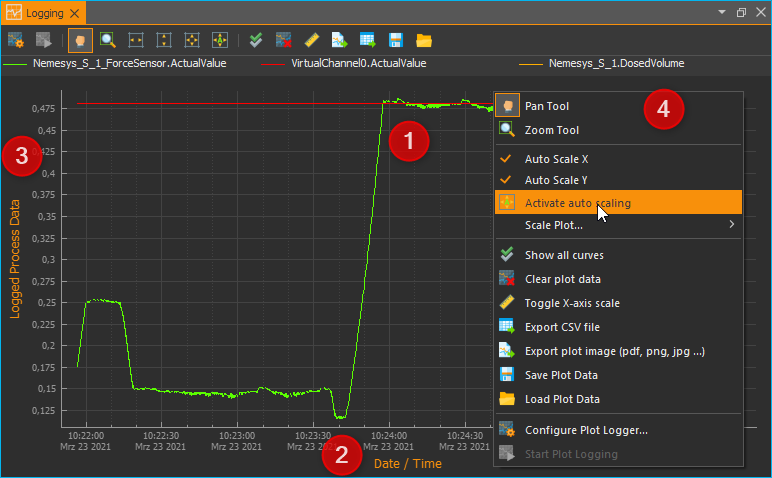 Logging
Nemesys_S_1_ForceSensor.ActualValue VirtualChannel0.ActualValue Nemesys_S_1.DosedVolume
Logged Process Data
0,475
0,45
0,425
0,4
0,375
0,35
0,325
0,3
0,275
0,25
0,225
0,2
0,175
0,15
0,125
10:22:00 10:22:30 10:23:00 10:23:30 10:24:00 10:24:30
Mrz 23 2021 Mrz 23 2021 Mrz 23 2021 Mrz 23 2021 Mrz 23 2021 Mrz 23 2021
Date / Time
1
2
3
4
Pan Tool
Zoom Tool
Auto Scale X
Auto Scale Y
Activate auto scaling
Scale Plot...
Show all curves
Clear plot data
Toggle X-axis scale
Export CSV file
Export plot image (pdf, png, jpg ...)
Save Plot Data
Load Plot Data
Configure Plot Logger...
Start Plot Logging